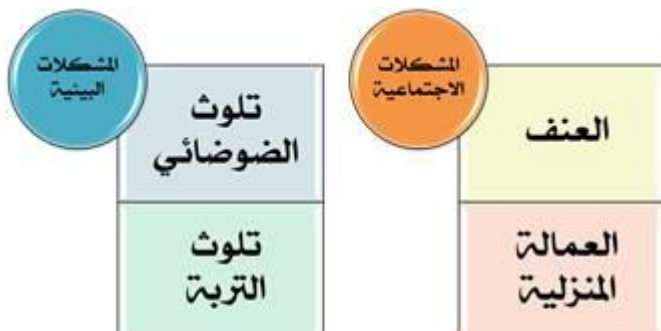 المشكلات
الاجتماعية
العنف
العمالة
المنزلية
المشكلات
البيئية
تلوث
الضوضائي
تلوث
التربة